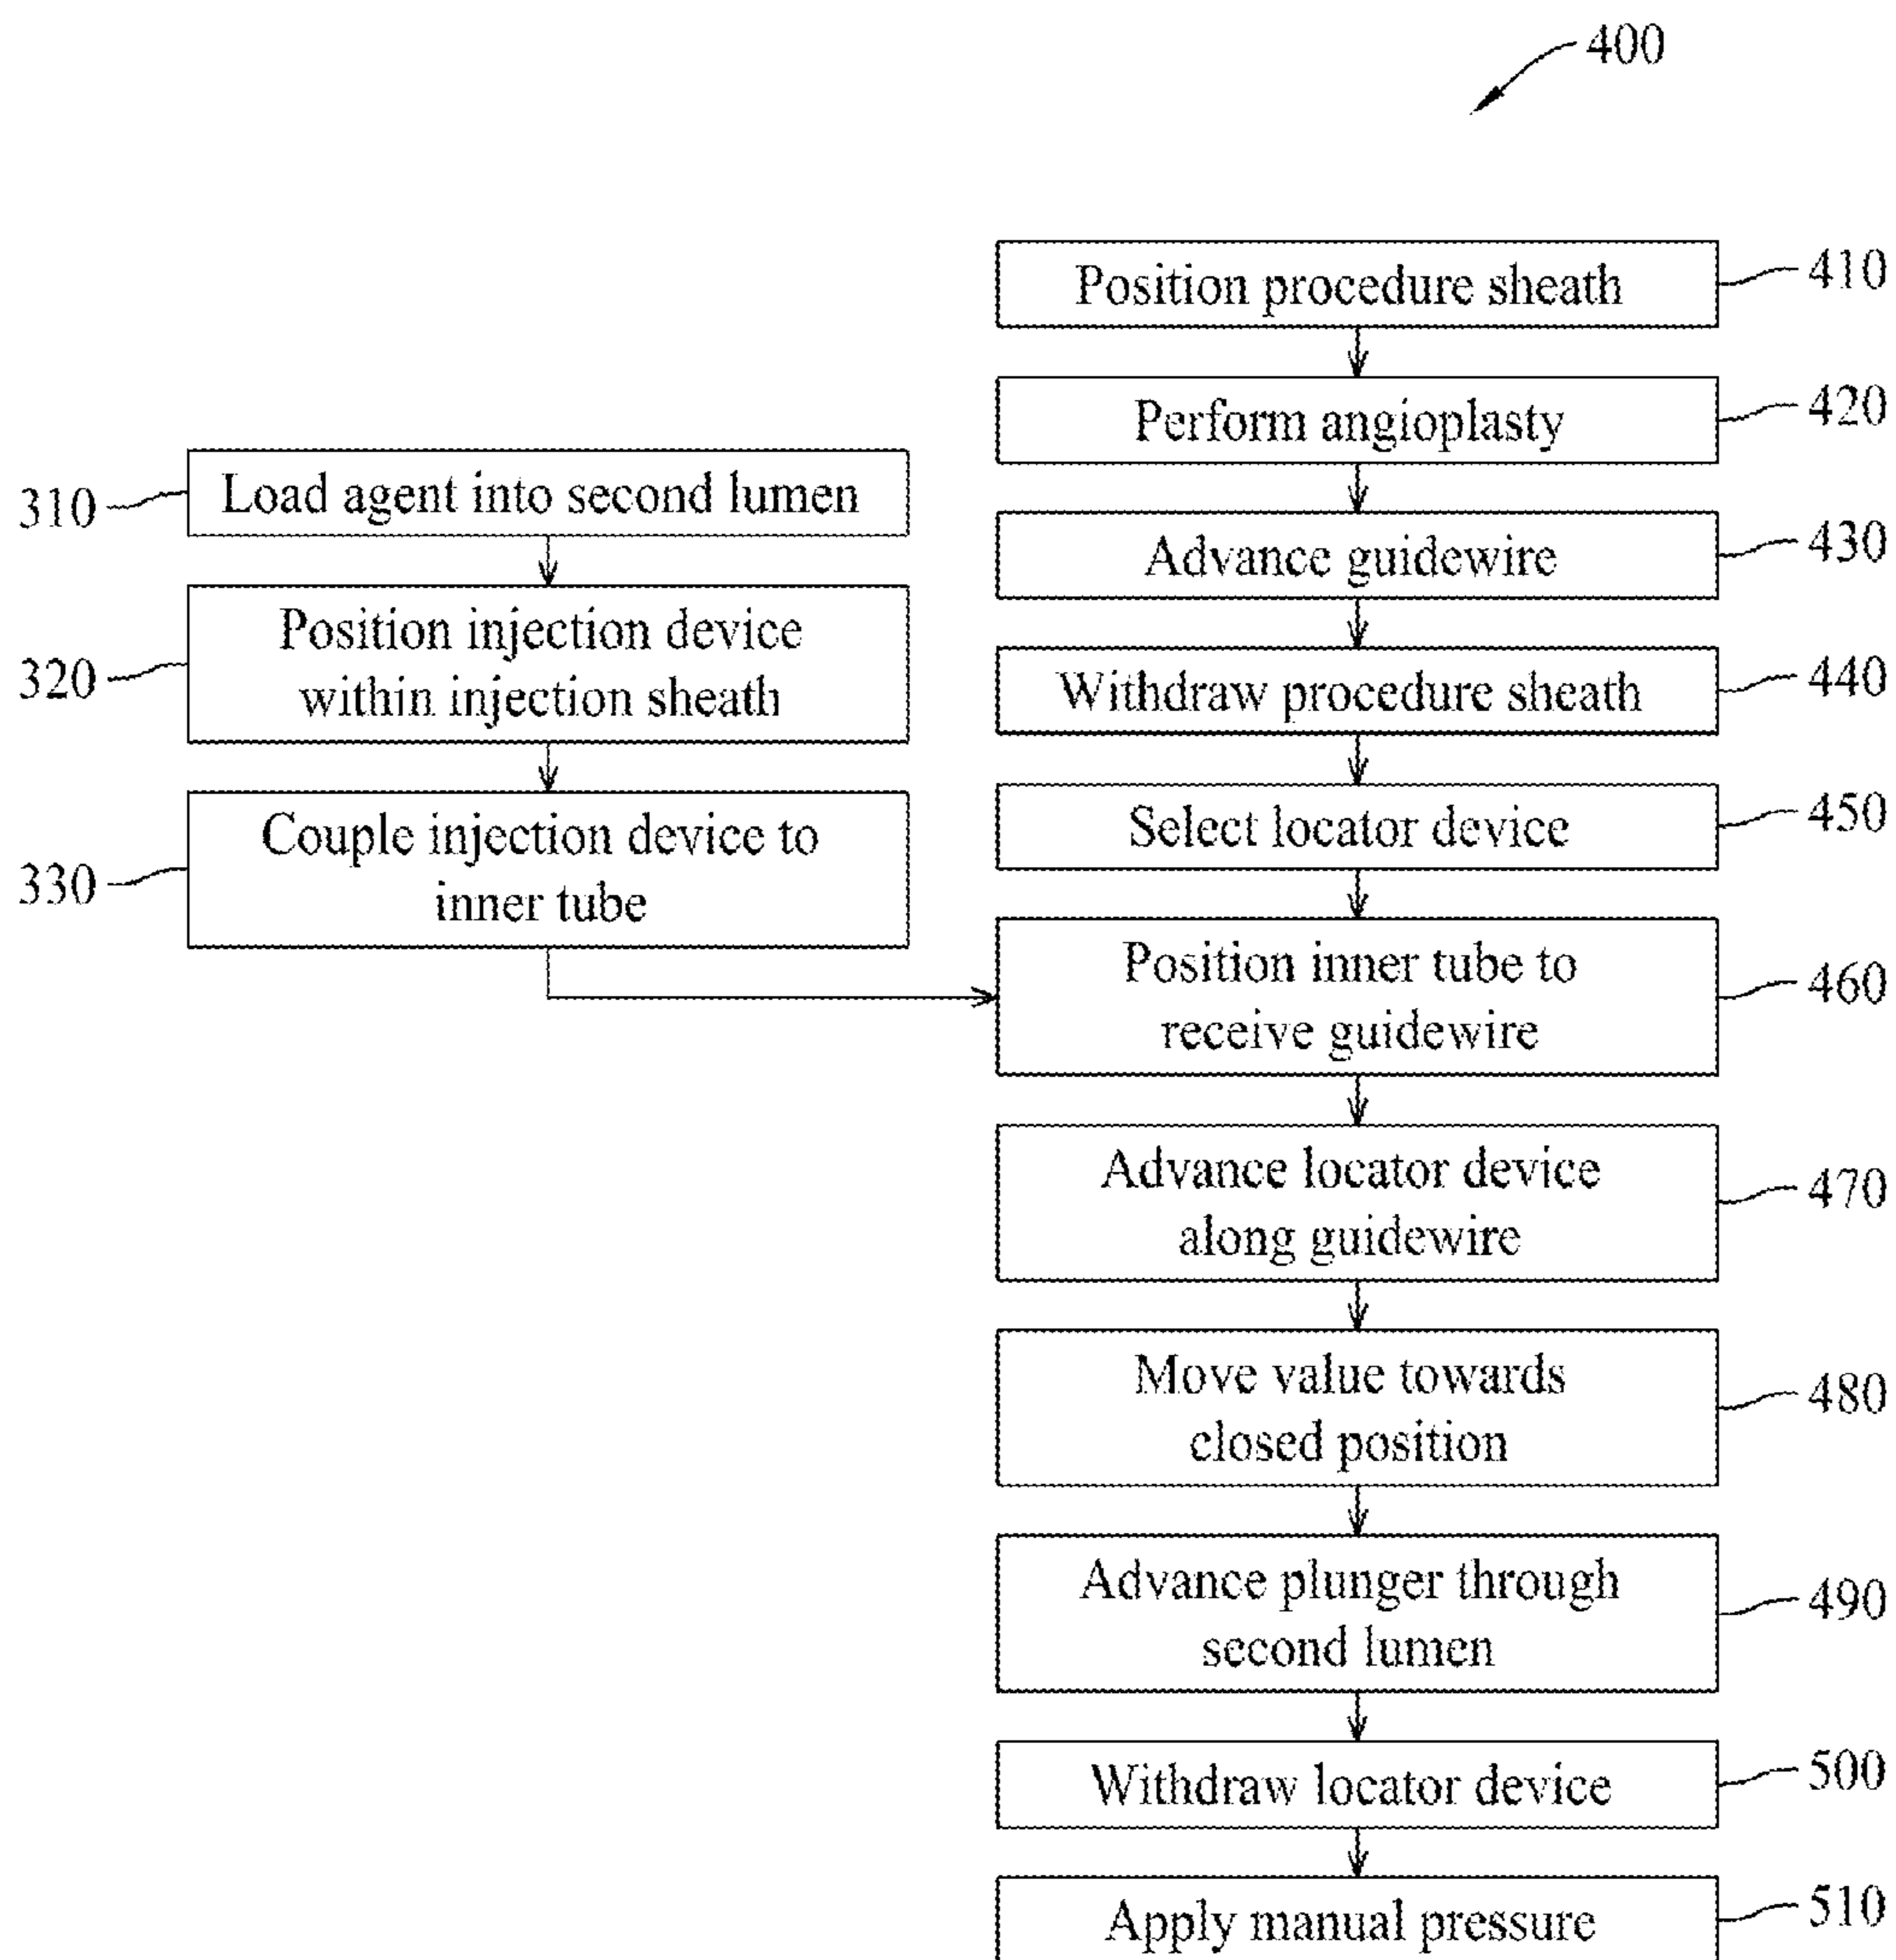 400
Position procedure sheath
410
Perform angioplasty
420
Advance guidewire
430
Withdraw procedure sheath
440
Select locator device
450
310
Load agent into second lumen
320
Position injection device
within injection sheath
330
Couple injection device to
inner tube
Position inner tube to
receive guidewire
460
Advance locator device
along guidewire
470
Move value towards
closed position
480
Advance plunger through
second lumen
490
Withdraw locator device
500
Apply manual pressure
510